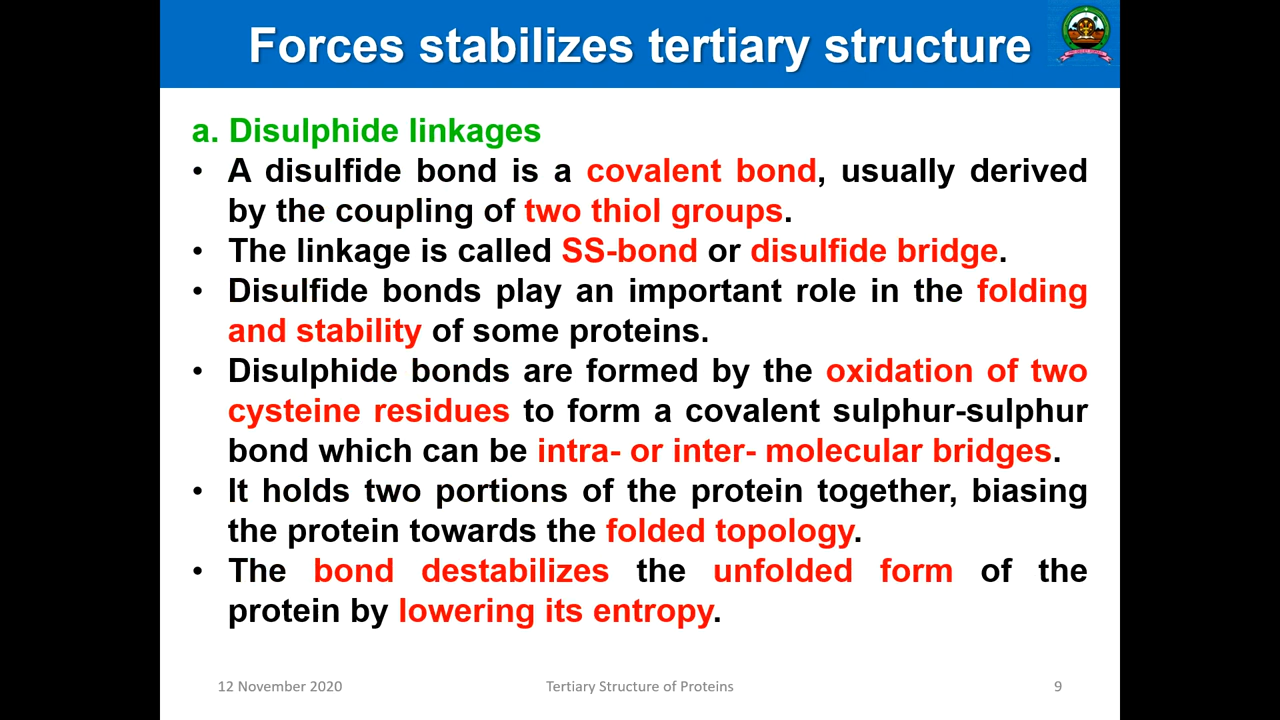 Forces stabilizes tertiary structure
a. Disulphide linkages
• A disulfide bond is a covalent bond, usually derived
by the coupling of two thiol groups.
• The linkage is called SS-bond or disulfide bridge.
• Disulfide bonds play an important role in the folding
and stability of some proteins.
• Disulphide bonds are formed by the oxidation of two
cysteine residues to form a covalent sulphur-sulphur
bond which can be intra- or inter- molecular bridges.
• It holds two portions of the protein together, biasing
the protein towards the folded topology.
• The bond destabilizes the unfolded form of the
protein by lowering its entropy.
12 November 2020 Tertiary Structure of Proteins 9